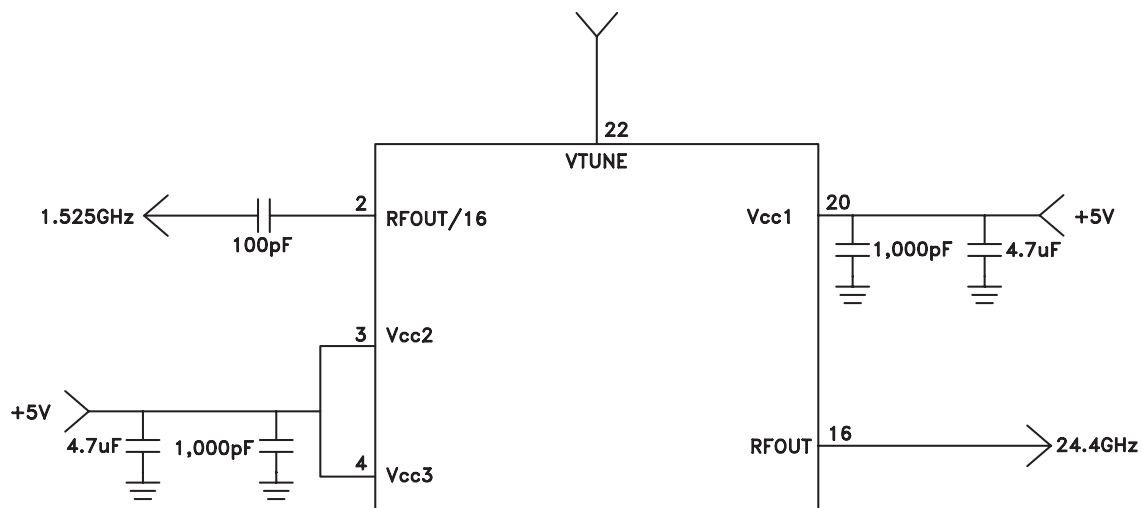 22
VTUNE
1.525GHz
100pF
2
RFOUT/16
Vcc1
20
+5V
1,000pF
4.7uF
3
Vcc2
+5V
4.7uF
1,000pF
4
Vcc3
RFOUT
16
24.4GHz